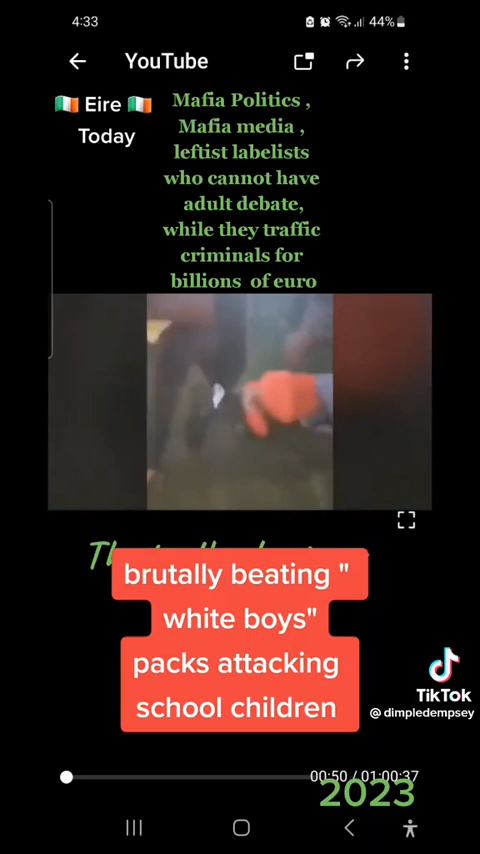 4:33
44%
YouTube
🇮🇪 Eire 🇮🇪
Today
Mafia Politics ,
Mafia media ,
leftist labelists
who cannot have
adult debate,
while they traffic
criminals for
billions of euro
brutally beating "
white boys"
packs attacking
school children
TikTok
@dimpledempsey
00:50 / 01:00:37
2023